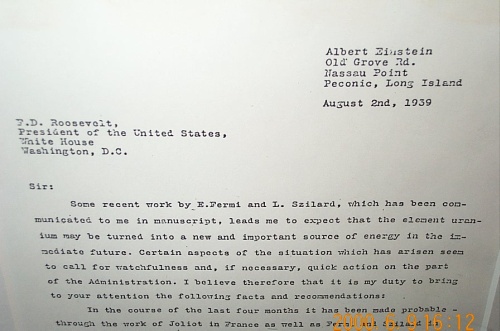 Albert Einstein
Old Grove Rd.
Nassau Point
Peconic, Long Island
August 2nd, 1939
F.D. Roosevelt,
President of the United States,
White House
Washington, D.C.
Sir:
Some recent work by E.Fermi and L. Szilard, which has been com-
municated to me in manuscript, leads me to expect that the element uran-
ium may be turned into a new and important source of energy in the im-
mediate future. Certain aspects of the situation which has arisen seem
to call for watchfulness and, if necessary, quick action on the part
of the Administration. I believe therefore that it is my duty to bring
to your attention the following facts and recommendations:
In the course of the last four months it has been made probable -
through the work of Joliot in France as well as Fermi and Szilard in
15:12